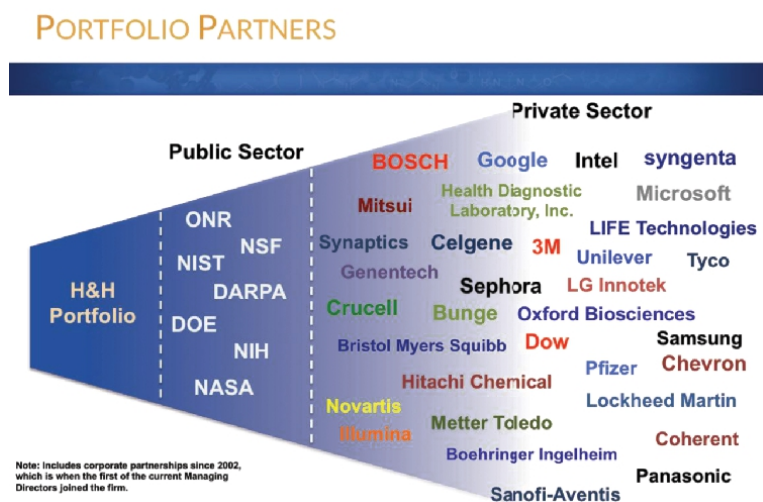 PORTFOLIO PARTNERS
Private Sector
Public Sector
BOSCH Google Intel syngenta
Mitsui Health Diagnostic Laboratory, Inc. Microsoft
LIFE Technologies
ONR
NSF
NIST
DARPA
DOE
NIH
NASA
H&H
Portfolio
Synaptics Celgene 3M Unilever Tyco
Genentech
Sephora LG Innotek
Crucell Bunge Oxford Biosciences
Bristol Myers Squibb Dow Samsung
Pfizer Chevron
Hitachi Chemical
Lockheed Martin
Novartis
Metter Toledo
Illumina
Coherent
Boehringer Ingelheim
Panasonic
Sanofi-Aventis
Note: Includes corporate partnerships since 2002,
which is when the first of the current Managing
Directors joined the firm.